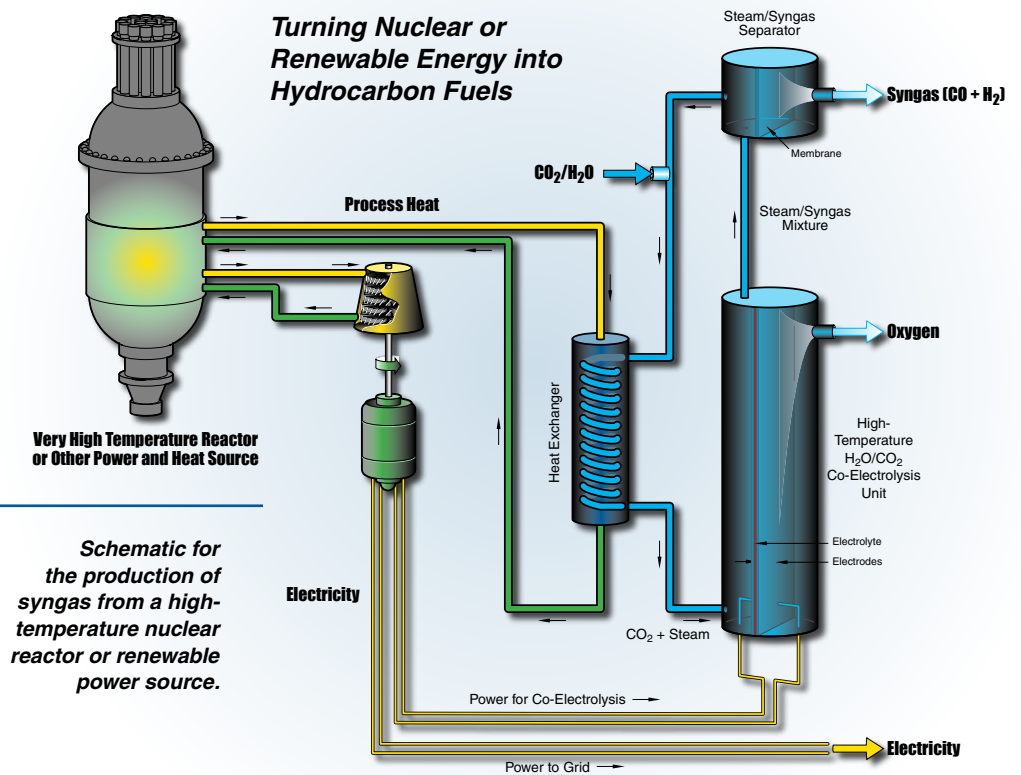 Turning Nuclear or
Renewable Energy into
Hydrocarbon Fuels
Steam/Syngas
Separator
Syngas (CO + H₂)
Membrane
CO₂/H₂O
Process Heat
Steam/Syngas
Mixture
Oxygen
Heat Exchanger
High-
Temperature
H₂O/CO₂
Co-Electrolysis
Unit
Very High Temperature Reactor
or Other Power and Heat Source
Electrolyte
Electrodes
Schematic for
the production of
syngas from a high-
temperature nuclear
reactor or renewable
power source.
Electricity
CO₂ + Steam
Power for Co-Electrolysis
Electricity
Power to Grid